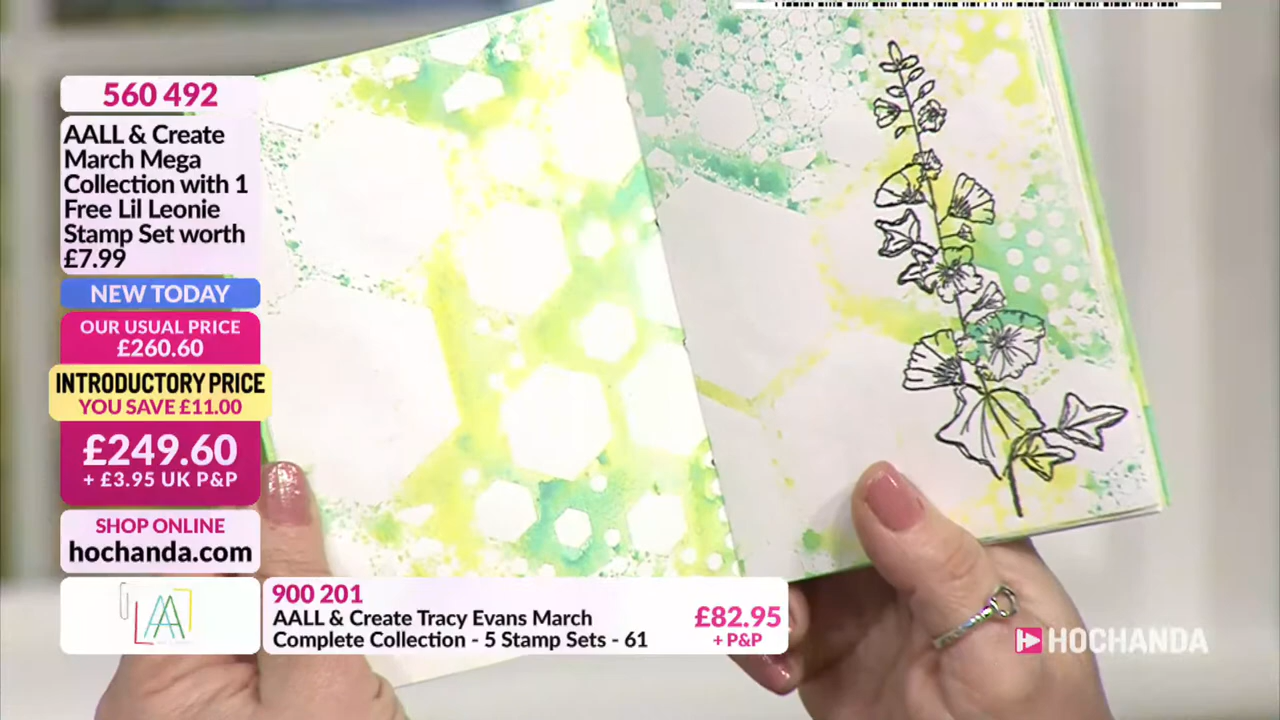 560 492
AALL & Create
March Mega
Collection with 1
Free Lil Leonie
Stamp Set worth
£7.99
NEW TODAY
OUR USUAL PRICE
£260.60
INTRODUCTORY PRICE
YOU SAVE £11.00
£249.60
+ £3.95 UK P&P
SHOP ONLINE
hochanda.com
AA
900 201
AALL & Create Tracy Evans March
Complete Collection - 5 Stamp Sets - 61
£82.95
+ P&P
HOCHANDA